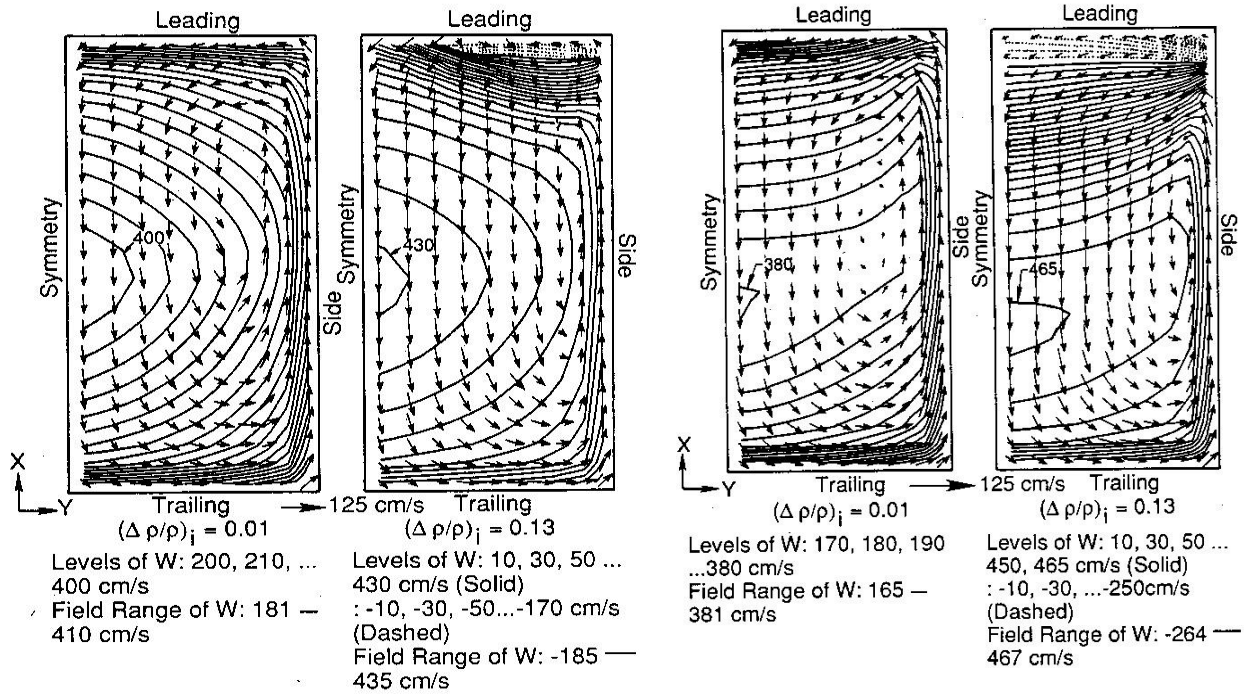 Leading
Leading
Leading
Leading
Symmetry
400
Side
Symmetry
430
Side
Symmetry
380
Side
Symmetry
465
Side
X
Y
Trailing
125 cm/s
Trailing
(Δ ρ/ρ)i = 0.01
(Δ ρ/ρ)i = 0.13
Levels of W: 200, 210, ...
400 cm/s
Field Range of W: 181 —
410 cm/s
Levels of W: 10, 30, 50 ...
430 cm/s (Solid)
: -10, -30, -50...-170 cm/s
(Dashed)
Field Range of W: -185 —
435 cm/s
X
Y
Trailing
125 cm/s
Trailing
(Δ ρ/ρ)i = 0.01
(Δ ρ/ρ)i = 0.13
Levels of W: 170, 180, 190
...380 cm/s
Field Range of W: 165 —
381 cm/s
Levels of W: 10, 30, 50 ...
450, 465 cm/s (Solid)
: -10, -30, ...-250cm/s
(Dashed)
Field Range of W: -264 —
467 cm/s